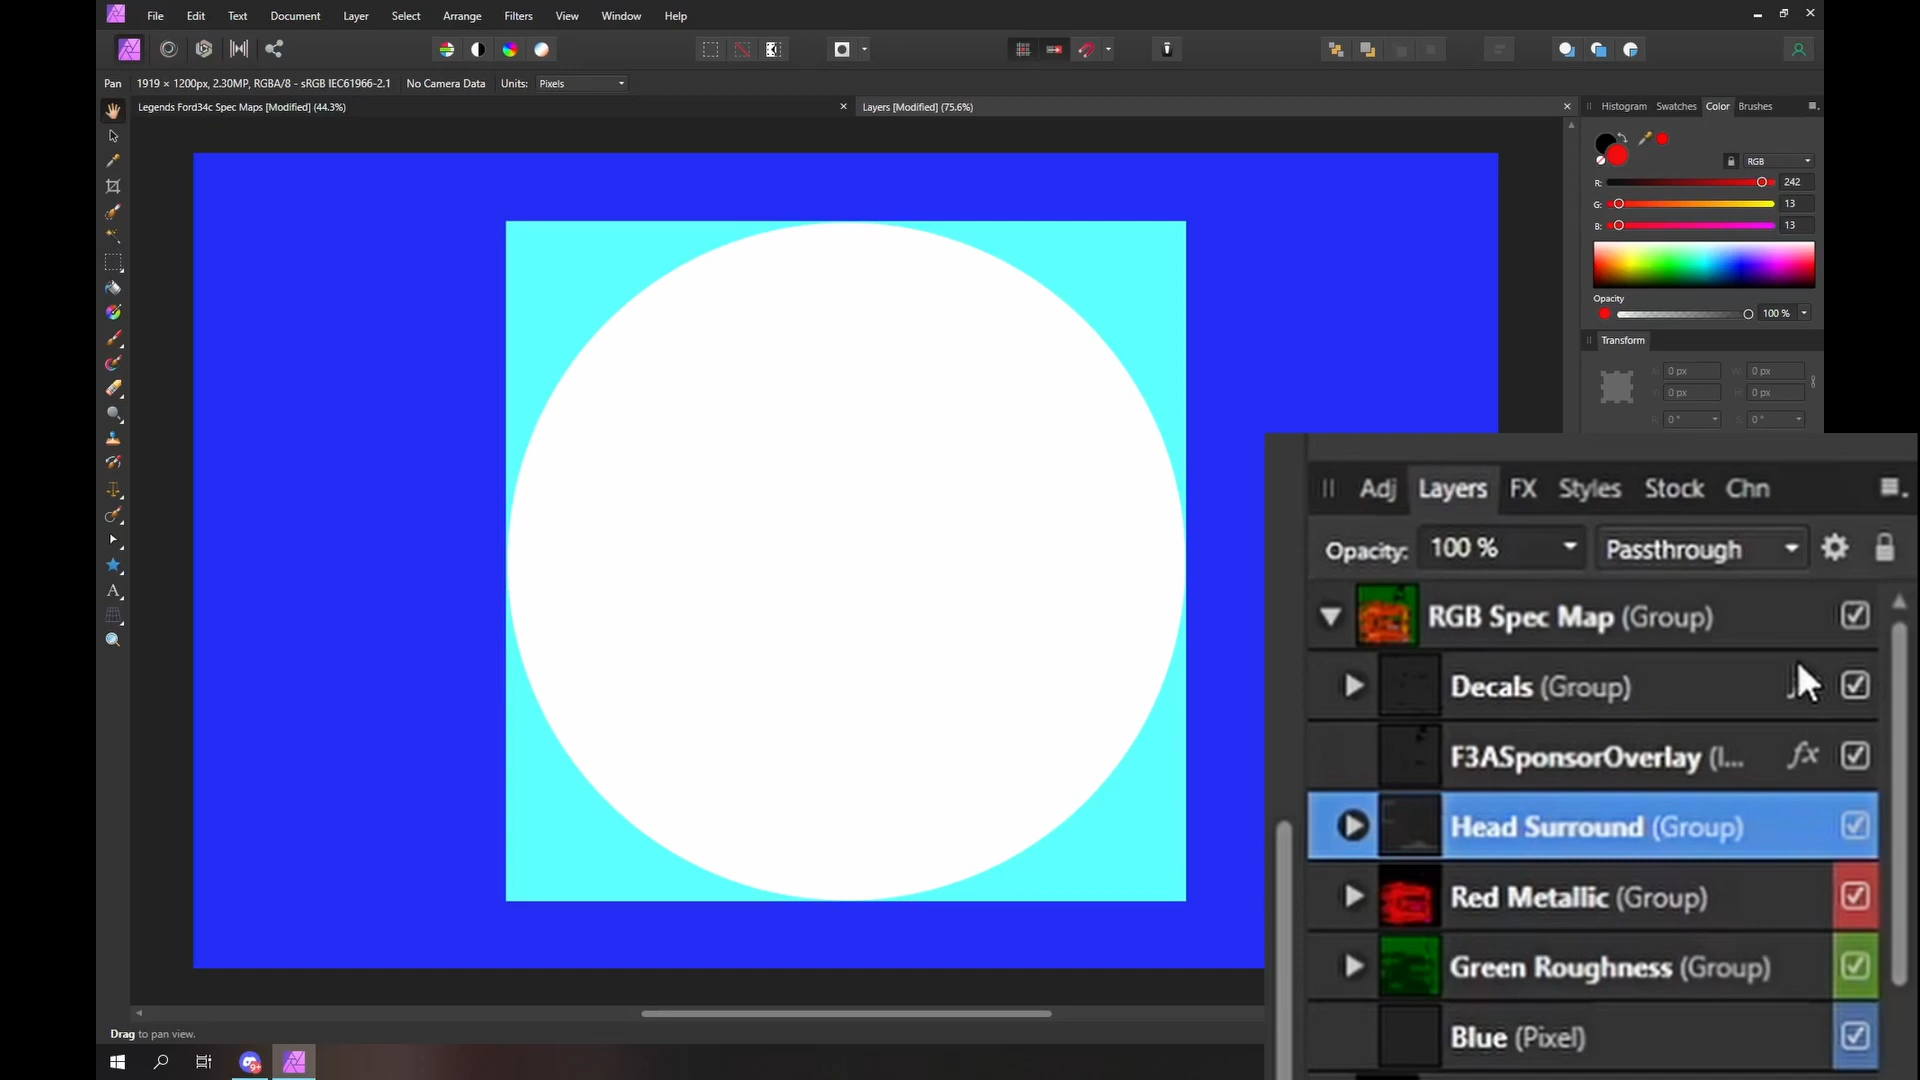 File Edit Text Document Layer Select Arrange Filters View Window Help
Pan 1919 × 1200px, 2.30MP, RGBA/8 - sRGB IEC61966-2.1 No Camera Data Units: Pixels
Legends Ford34c Spec Maps [Modified] (44.3%) Layers [Modified] (75.6%)
Histogram Swatches Color Brushes
RGB
R: 242
G: 13
B: 13
Opacity
100 %
Transform
X: 0 px W: 0 px
Y: 0 px H: 0 px
R: 0 ° S: 0 °
Adj Layers FX Styles Stock Chn
Opacity: 100 % Passthrough
RGB Spec Map (Group)
Decals (Group)
F3ASponsorOverlay (I... fx
Head Surround (Group)
Red Metallic (Group)
Green Roughness (Group)
Blue (Pixel)
Drag to pan view.
9+